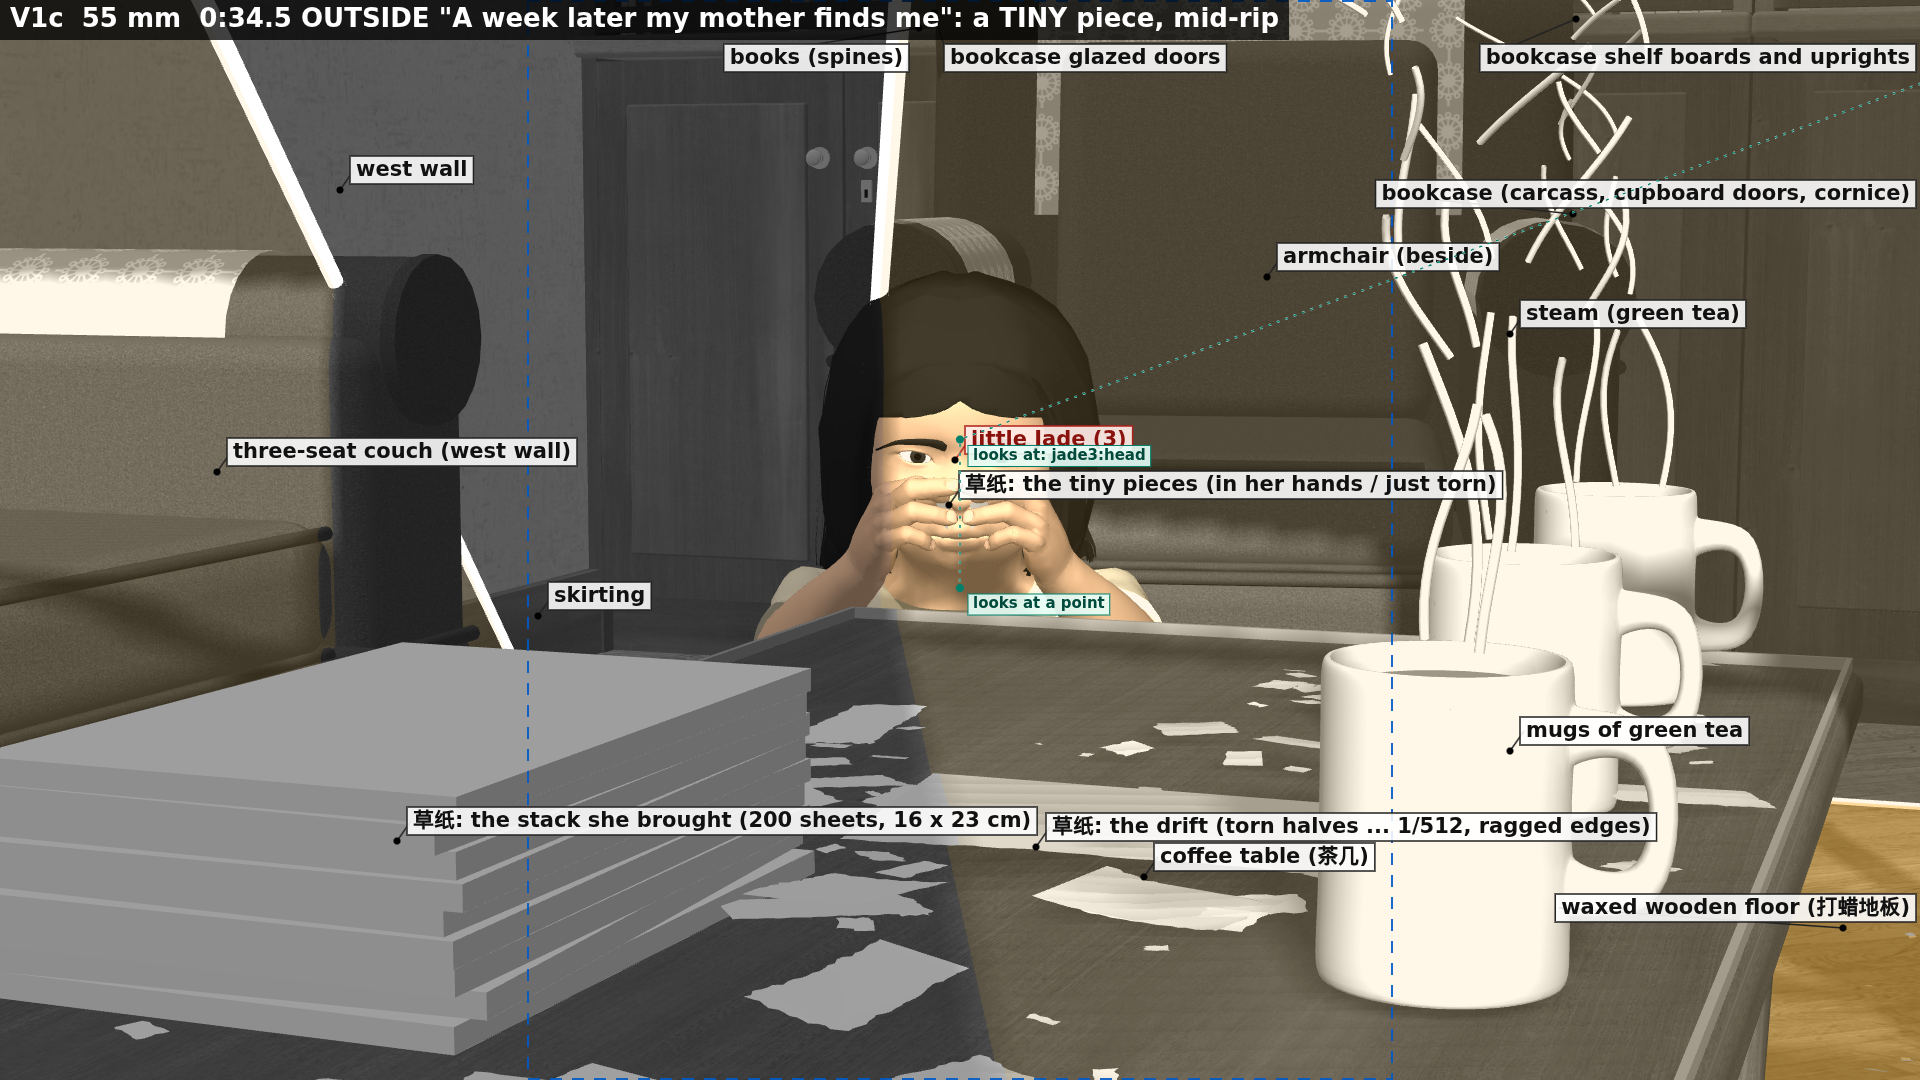 V1c 55 mm 0:34.5 OUTSIDE "A week later my mother finds me": a TINY piece, mid-rip
books (spines)
bookcase glazed doors
bookcase shelf boards and uprights
west wall
bookcase (carcass, cupboard doors, cornice)
armchair (beside)
steam (green tea)
little Jade (3)
three-seat couch (west wall)
looks at: jade3:head
草纸: the tiny pieces (in her hands / just torn)
skirting
looks at a point
mugs of green tea
草纸: the stack she brought (200 sheets, 16 x 23 cm)
草纸: the drift (torn halves ... 1/512, ragged edges)
coffee table (茶几)
waxed wooden floor (打蜡地板)